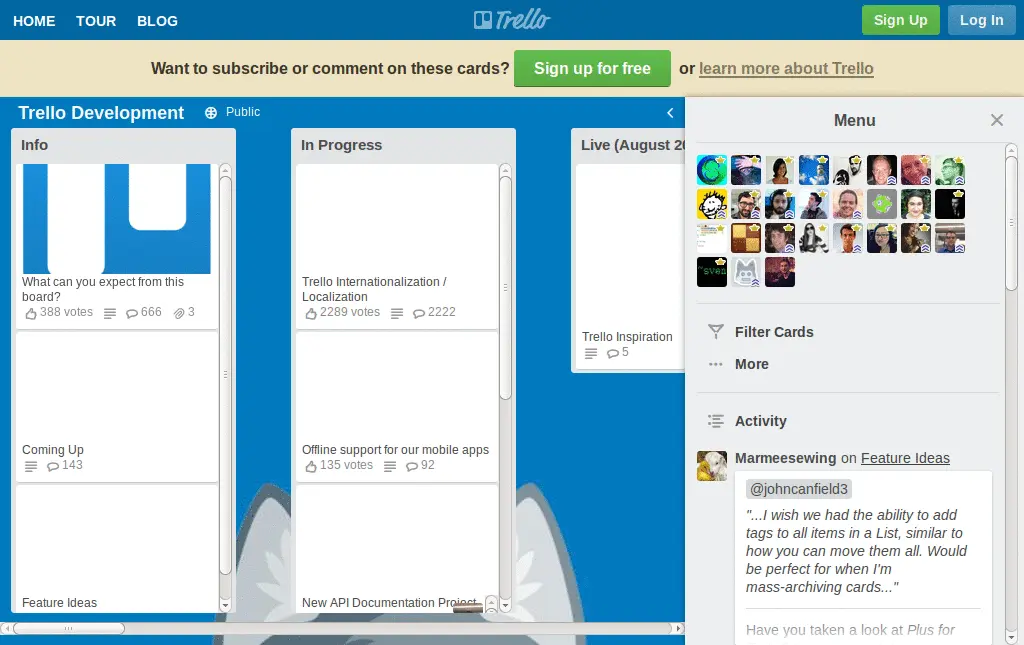 HOME TOUR BLOG
Trello
Sign Up Log In
Want to subscribe or comment on these cards? Sign up for free or learn more about Trello
Trello Development Public
Info
What can you expect from this
board?
388 votes 666 3
Coming Up
143
Feature Ideas
In Progress
Trello Internationalization /
Localization
2289 votes 2222
Offline support for our mobile apps
135 votes 92
New API Documentation Project
Live (August 20
Trello Inspiration
5
Menu
Filter Cards
More
Activity
Marmeesewing on Feature Ideas
@johncanfield3
"...I wish we had the ability to add
tags to all items in a List, similar to
how you can move them all. Would
be perfect for when I'm
mass-archiving cards..."
Have you taken a look at Plus for